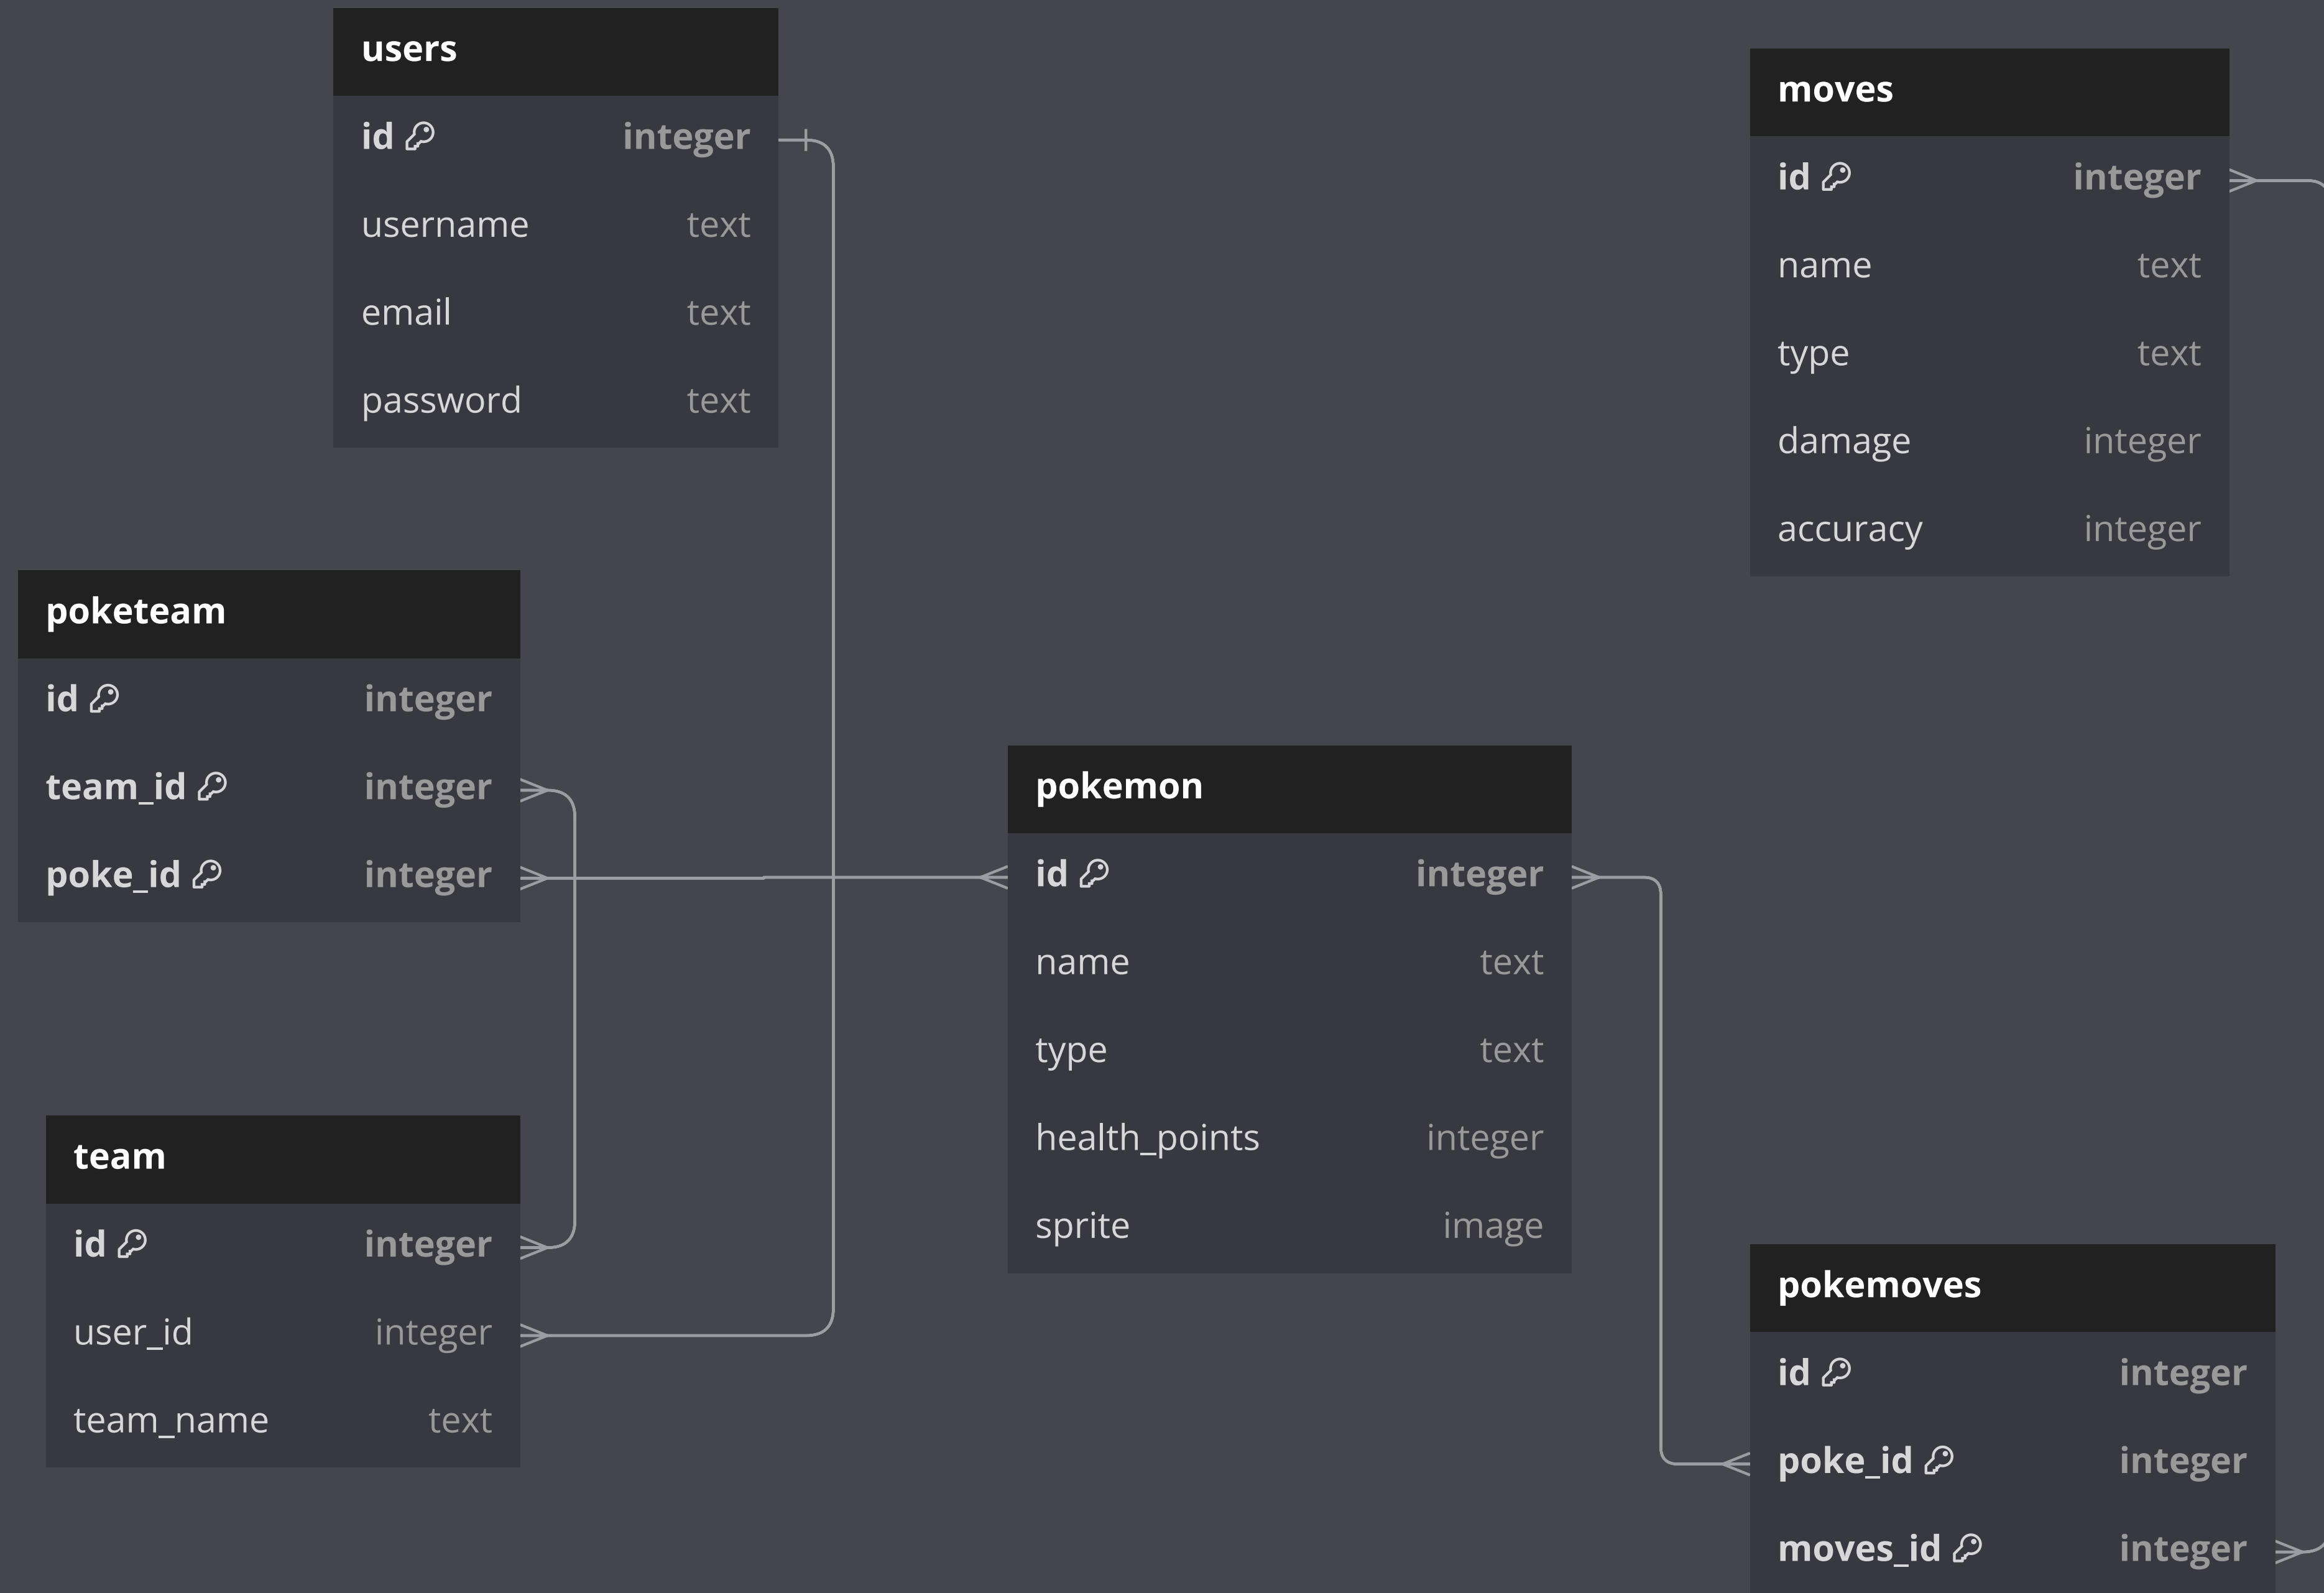 users
id integer
username text
email text
password text
moves
id integer
name text
type text
damage integer
accuracy integer
poketeam
id integer
team_id integer
poke_id integer
pokemon
id integer
name text
type text
health_points integer
sprite image
team
id integer
user_id integer
team_name text
pokemoves
id integer
poke_id integer
moves_id integer